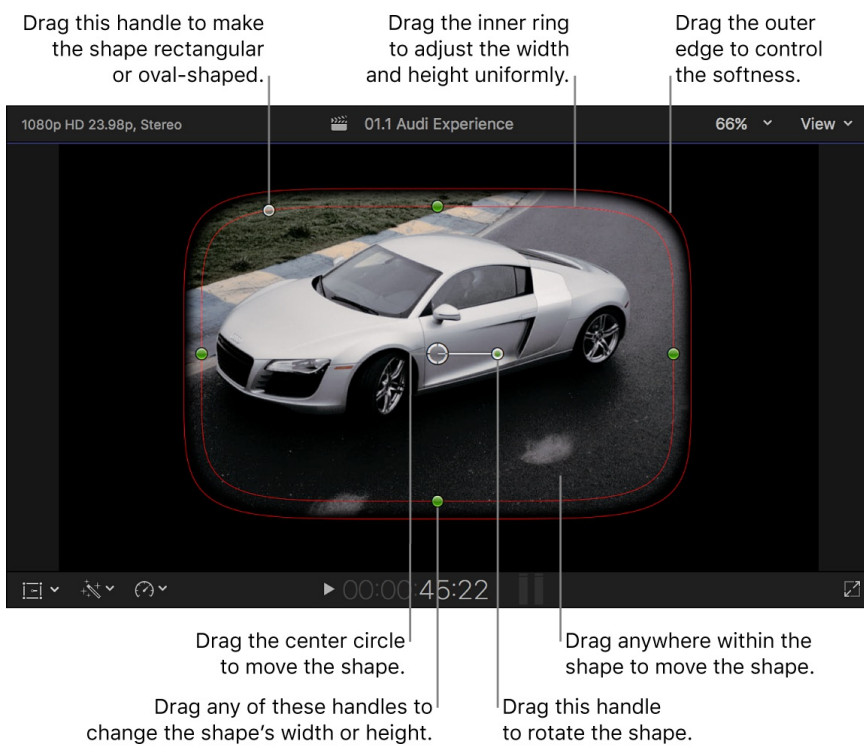 Drag this handle to make
the shape rectangular
or oval-shaped.
Drag the inner ring
to adjust the width
and height uniformly.
Drag the outer
edge to control
the softness.
1080p HD 23.98p, Stereo
01.1 Audi Experience
66%
View
00:00:45:22
Drag the center circle
to move the shape.
Drag anywhere within the
shape to move the shape.
Drag any of these handles to
change the shape’s width or height.
Drag this handle
to rotate the shape.